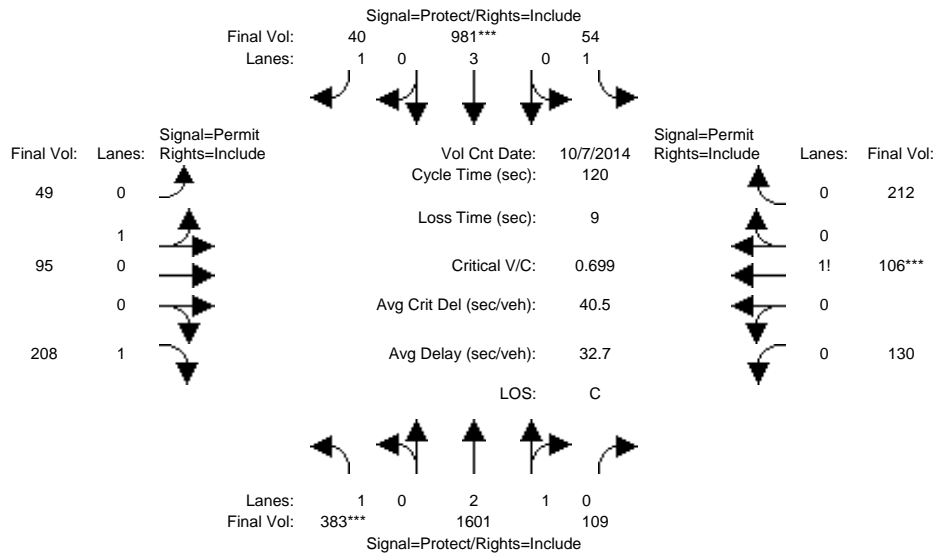 Signal=Protect/Rights=Include
Final Vol: 40 981*** 54
Lanes: 1 0 3 0 1
Signal=Permit
Final Vol: Lanes: Rights=Include
Vol Cnt Date: 10/7/2014
Signal=Permit
Rights=Include Lanes: Final Vol:
Cycle Time (sec): 120
49 0
0 212
Loss Time (sec): 9
1
0
95 0
Critical V/C: 0.699
1! 106***
0
Avg Crit Del (sec/veh): 40.5
0
208 1
Avg Delay (sec/veh): 32.7
0 130
LOS: C
Lanes: 1 0 2 1 0
Final Vol: 383*** 1601 109
Signal=Protect/Rights=Include